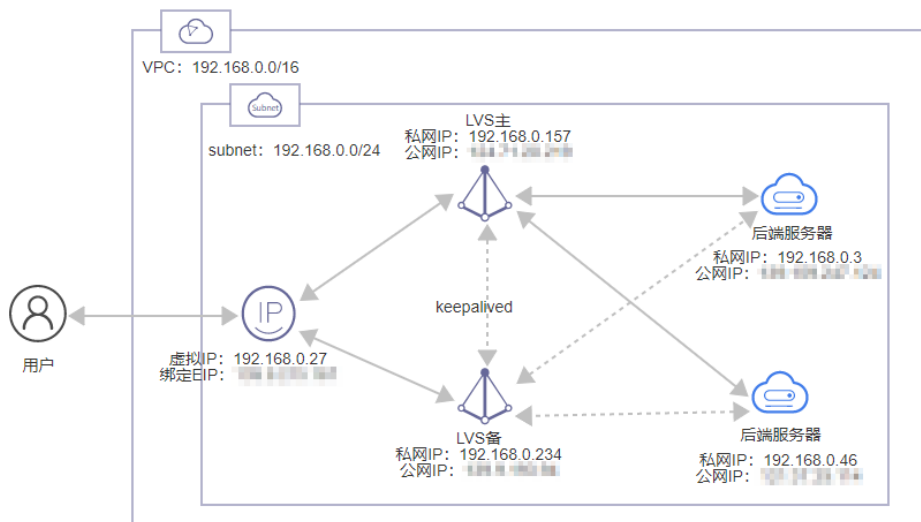 VPC：192.168.0.0/16
Subnet
subnet：192.168.0.0/24
LVS主
私网IP：192.168.0.157
公网IP：
后端服务器
私网IP：192.168.0.3
公网IP：
keepalived
IP
用户
虚拟IP：192.168.0.27
绑定EIP：
LVS备
私网IP：192.168.0.234
公网IP：
后端服务器
私网IP：192.168.0.46
公网IP：